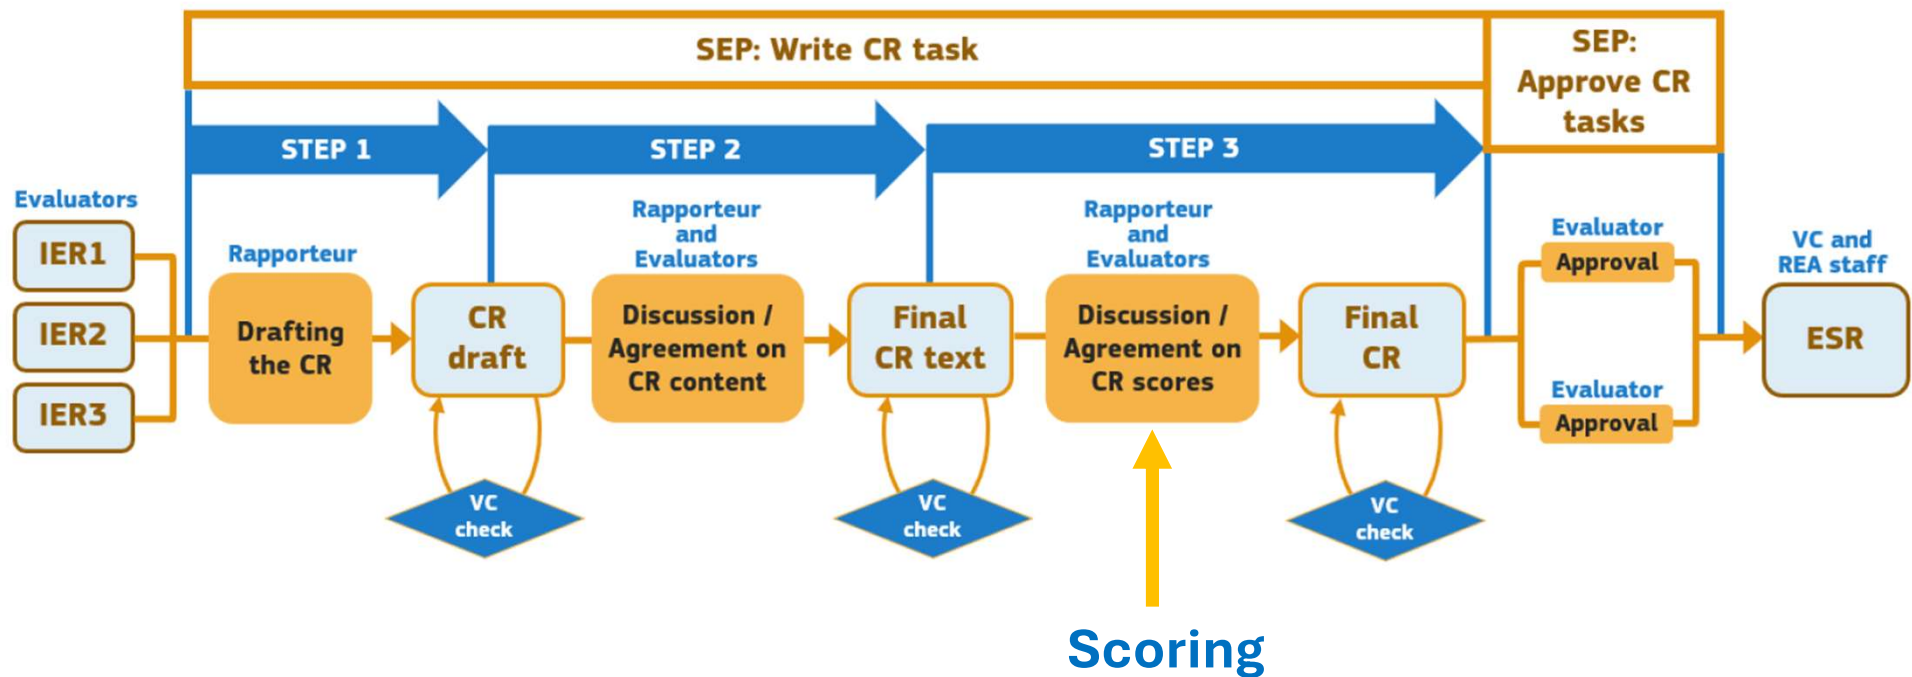 SEP: Write CR task
SEP:
Approve CR
tasks
STEP 1
STEP 2
STEP 3
Evaluators
IER1
IER2
IER3
Rapporteur
Drafting
the CR
CR
draft
VC
check
Rapporteur
and
Evaluators
Discussion /
Agreement on
CR content
Final
CR text
VC
check
Rapporteur
and
Evaluators
Discussion /
Agreement on
CR scores
Final
CR
VC
check
Evaluator
Approval
Evaluator
Approval
VC and
REA staff
ESR
Scoring